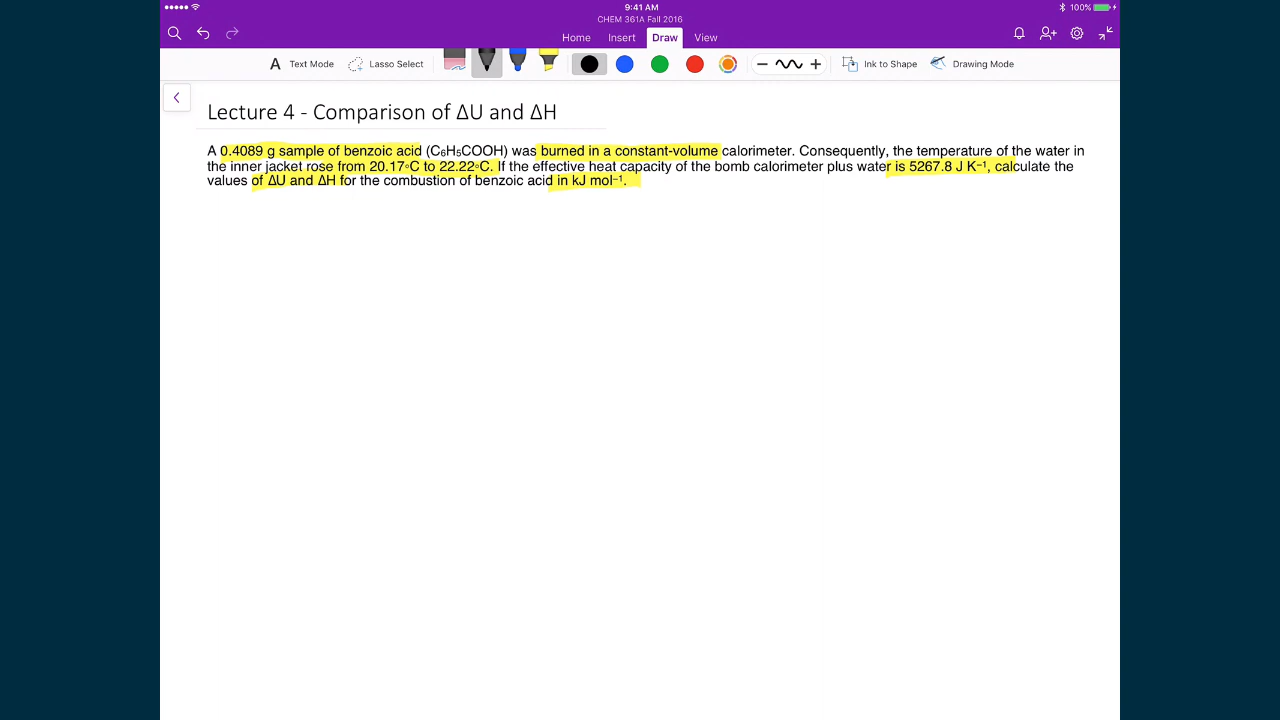 9:41 AM
100%
CHEM 361A Fall 2016
Home Insert Draw View
A Text Mode Lasso Select Ink to Shape Drawing Mode
Lecture 4 - Comparison of ΔU and ΔH
A 0.4089 g sample of benzoic acid (C₆H₅COOH) was burned in a constant-volume calorimeter. Consequently, the temperature of the water in
the inner jacket rose from 20.17∘C to 22.22∘C. If the effective heat capacity of the bomb calorimeter plus water is 5267.8 J K⁻¹, calculate the
values of ΔU and ΔH for the combustion of benzoic acid in kJ mol⁻¹.